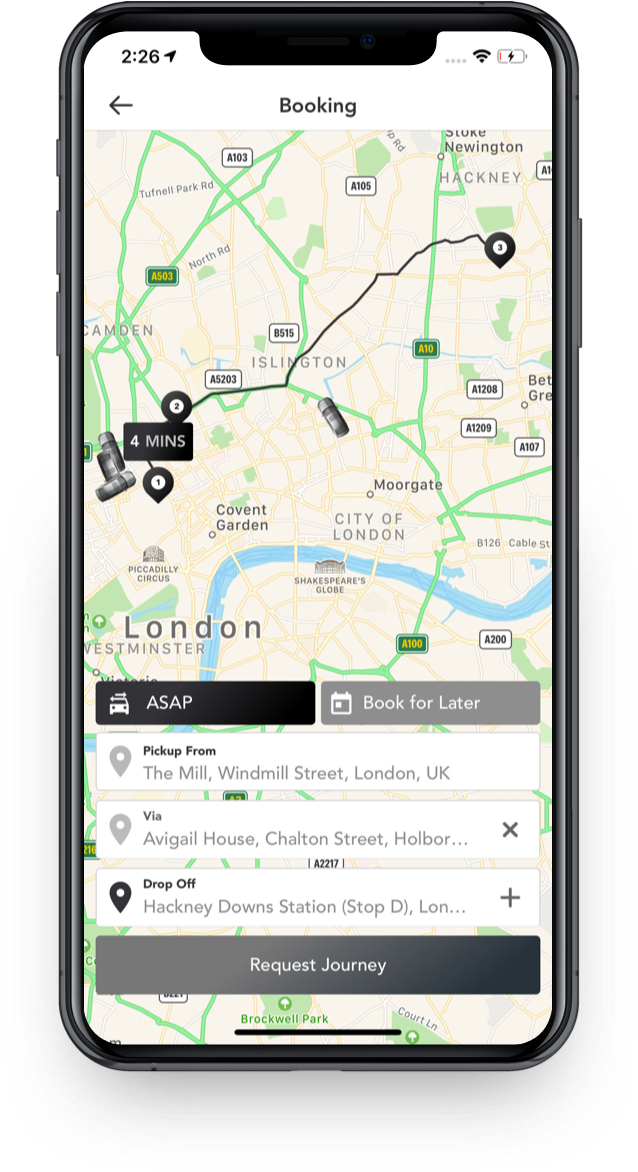 2:26
Booking
Stoke
Newington
A103
HACKNEY
A105
Tufnell Park Rd
3
North Rd
A503
CAMDEN
B515
A10
ISLINGTON
A5203
A1208
2
A1209
4 MINS
A107
1
Moorgate
Covent
Garden
CITY OF
LONDON
B126
Cable St
PICCADILLY
CIRCUS
SHAKESPEARE'S
GLOBE
London
WESTMINSTER
A100
A200
Victoria
ASAP
Book for Later
Pickup From
The Mill, Windmill Street, London, UK
Via
Avigail House, Chalton Street, Holbor...
A2217
Drop Off
Hackney Downs Station (Stop D), Lon...
Request Journey
Brockwell Park
Court Ln